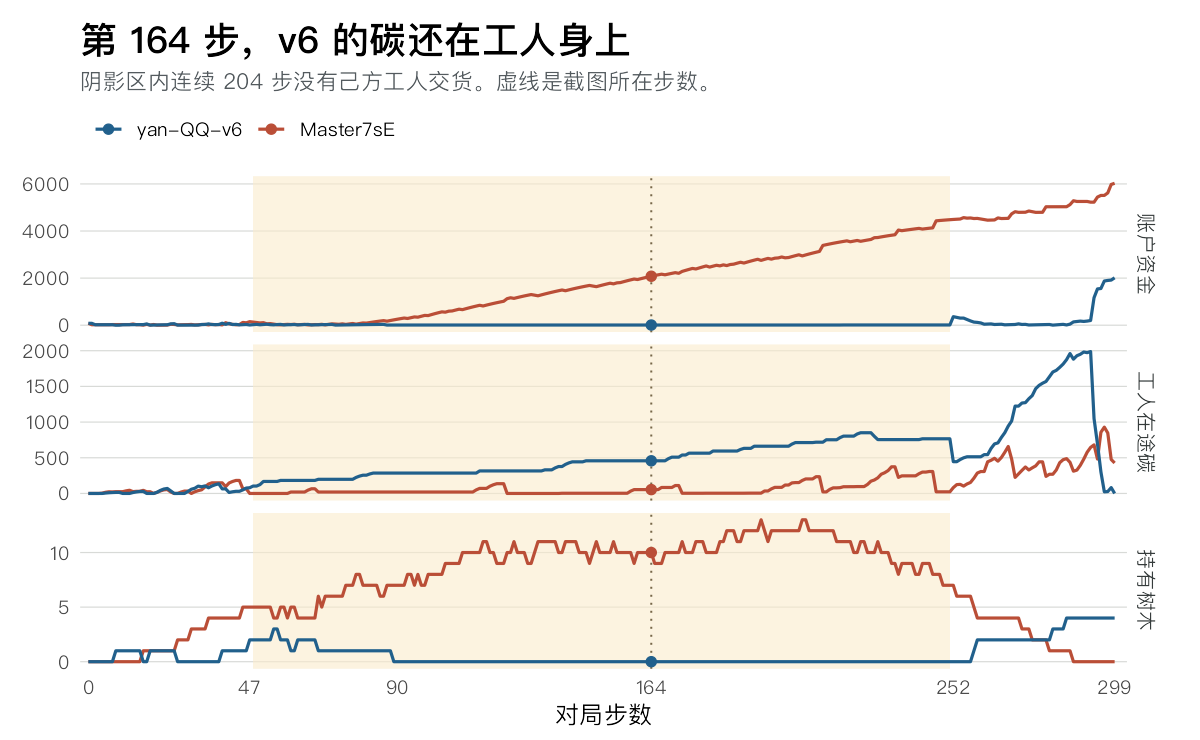 第 164 步，v6 的碳还在工人身上
阴影区内连续 204 步没有己方工人交货。虚线是截图所在步数。
yan-QQ-v6 Master7sE
6000
4000
2000
0
账户资金
2000
1500
1000
500
0
工人在途碳
10
5
0
持有树木
0 47 90 164 252 299
对局步数